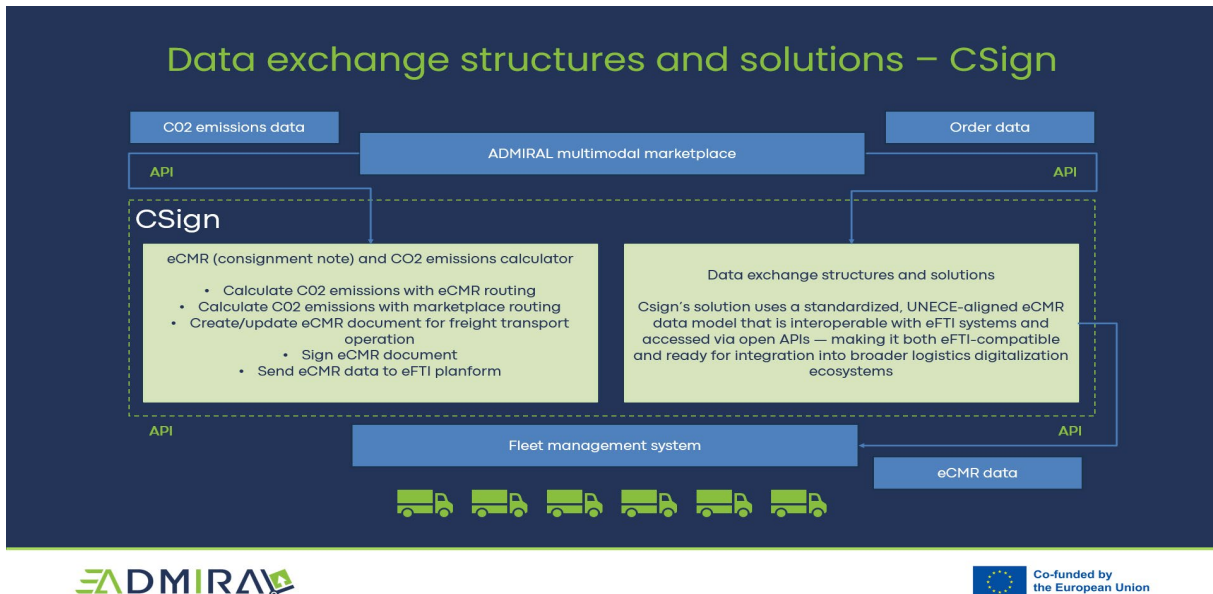 Data exchange structures and solutions – CSign
C02 emissions data
Order data
ADMIRAL multimodal marketplace
API
API
CSign
eCMR (consignment note) and CO2 emissions calculator
• Calculate C02 emissions with eCMR routing
• Calculate C02 emissions with marketplace routing
• Create/update eCMR document for freight transport
operation
• Sign eCMR document
• Send eCMR data to eFTI planform
Data exchange structures and solutions
Csign's solution uses a standardized, UNECE-aligned eCMR
data model that is interoperable with eFTI systems and
accessed via open APIs — making it both eFTI-compatible
and ready for integration into broader logistics digitalization
ecosystems
API
API
Fleet management system
eCMR data
ADMIRAL
Co-funded by
the European Union